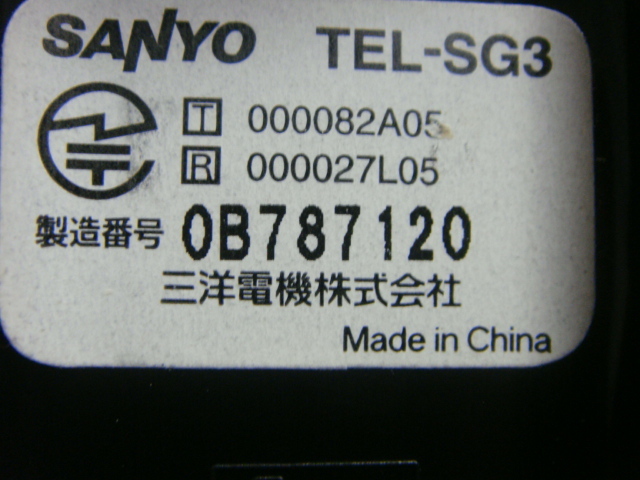 SANYO TEL-SG3
T 000082A05
R 000027L05
製造番号 0B787120
三洋電機株式会社
Made in China